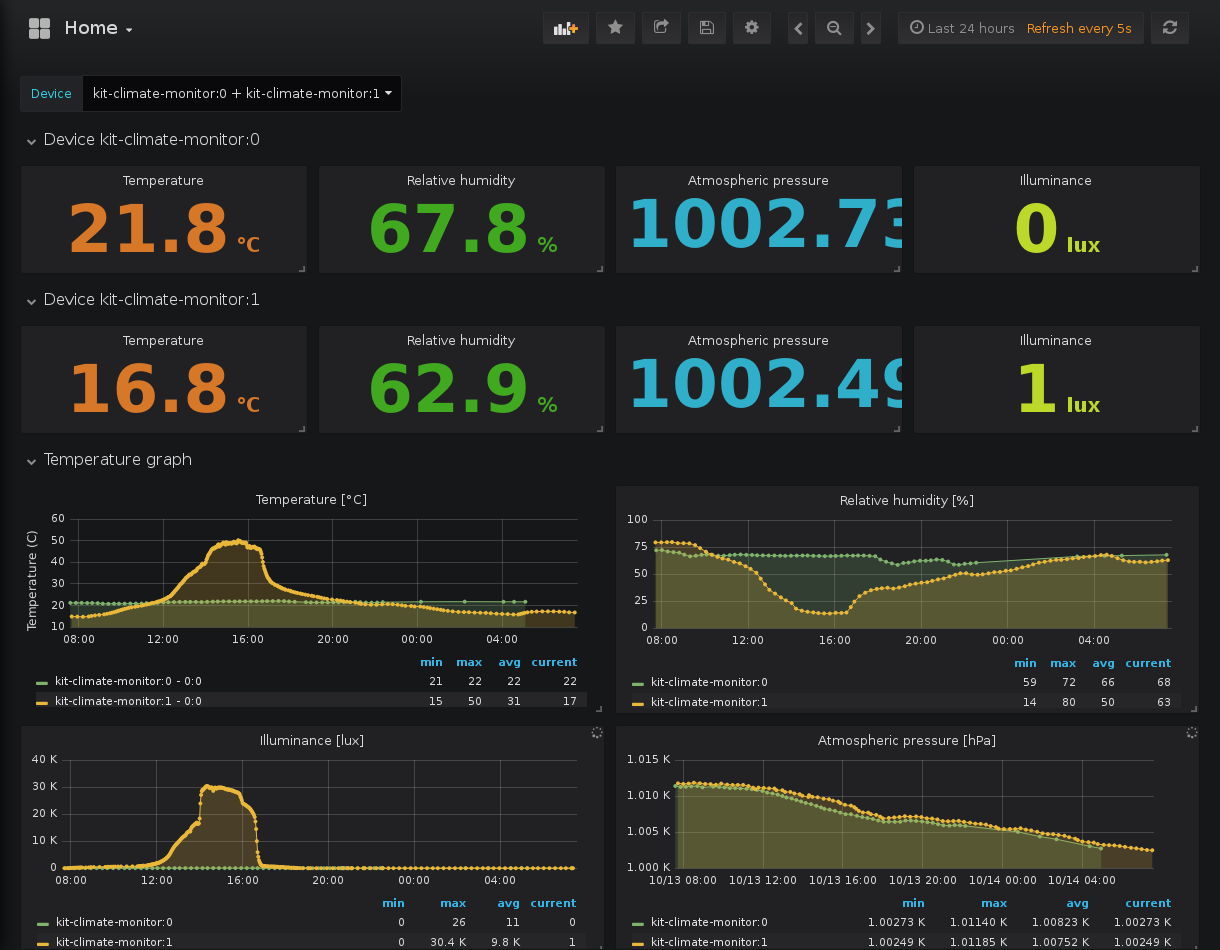 Home
Last 24 hours Refresh every 5s
Device kit-climate-monitor:0 + kit-climate-monitor:1
Device kit-climate-monitor:0
Temperature Relative humidity Atmospheric pressure Illuminance
21.8 °C 67.8 % 1002.73 0 lux
Device kit-climate-monitor:1
Temperature Relative humidity Atmospheric pressure Illuminance
16.8 °C 62.9 % 1002.49 1 lux
Temperature graph
Temperature [°C]
Temperature (C)
60
50
40
30
20
10
08:00 12:00 16:00 20:00 00:00 04:00
min max avg current
kit-climate-monitor:0 - 0:0 21 22 22 22
kit-climate-monitor:1 - 0:0 15 50 31 17
Relative humidity [%]
100
75
50
25
0
08:00 12:00 16:00 20:00 00:00 04:00
min max avg current
kit-climate-monitor:0 59 72 66 68
kit-climate-monitor:1 14 80 50 63
Illuminance [lux]
40 K
30 K
20 K
10 K
0
08:00 12:00 16:00 20:00 00:00 04:00
min max avg current
kit-climate-monitor:0 0 26 11 0
kit-climate-monitor:1 0 30.4 K 9.8 K 1
Atmospheric pressure [hPa]
1.015 K
1.010 K
1.005 K
1.000 K
10/13 08:00 10/13 12:00 10/13 16:00 10/13 20:00 10/14 00:00 10/14 04:00
min max avg current
kit-climate-monitor:0 1.00273 K 1.01140 K 1.00823 K 1.00273 K
kit-climate-monitor:1 1.00249 K 1.01185 K 1.00752 K 1.00249 K